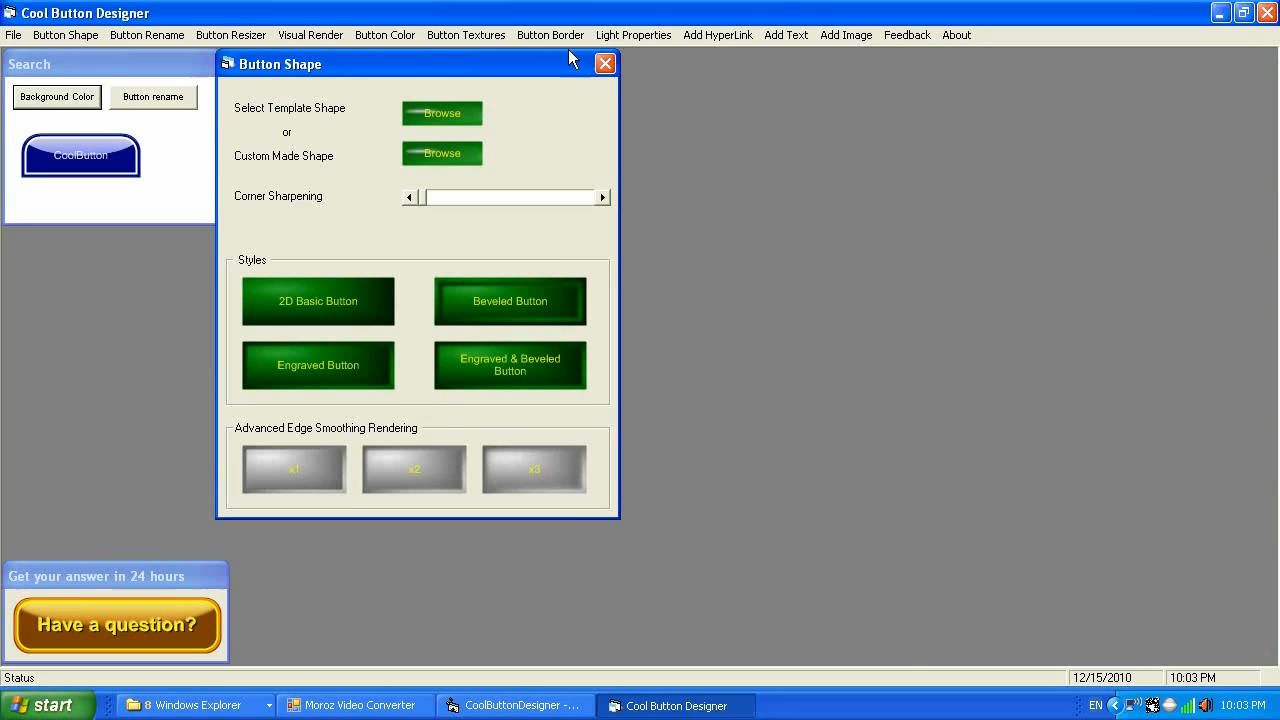 Cool Button Designer
File Button Shape Button Rename Button Resizer Visual Render Button Color Button Textures Button Border Light Properties Add HyperLink Add Text Add Image Feedback About
Search
Background Color Button rename
CoolButton
Button Shape
Select Template Shape Browse
or
Custom Made Shape Browse
Corner Sharpening
Styles
2D Basic Button Beveled Button
Engraved Button Engraved & Beveled
Button
Advanced Edge Smoothing Rendering
x1 x2 x3
Get your answer in 24 hours
Have a question?
Status 12/15/2010 10:03 PM
start 8 Windows Explorer Moroz Video Converter CoolButtonDesigner -... Cool Button Designer EN 10:03 PM